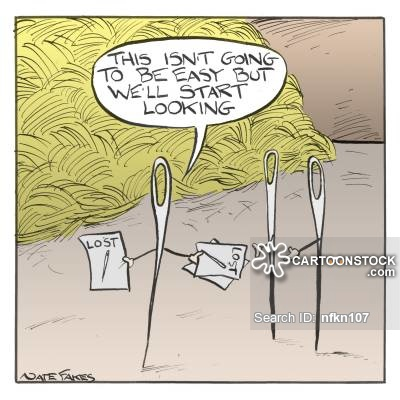 THIS ISN'T GOING
TO BE EASY BUT
WE'LL START
LOOKING
LOST
LOST
CARTOONSTOCK
.com
Search ID: nfkn107
NATE FAKES